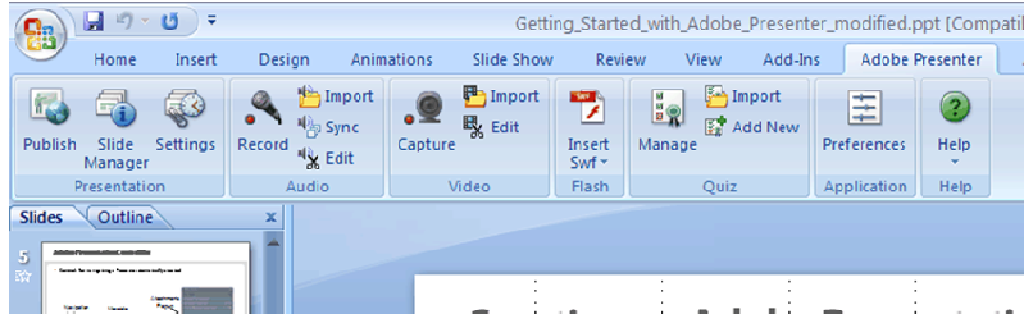 Getting_Started_with_Adobe_Presenter_modified.ppt [Compati
Home Insert Design Animations Slide Show Review View Add-Ins Adobe Presenter
Publish
Slide
Manager
Settings
Presentation
Record
Import
Sync
Edit
Audio
Capture
Import
Edit
Video
Insert
Swf
Flash
Manage
Import
Add New
Quiz
Preferences
Application
Help
Help
Slides Outline x
5